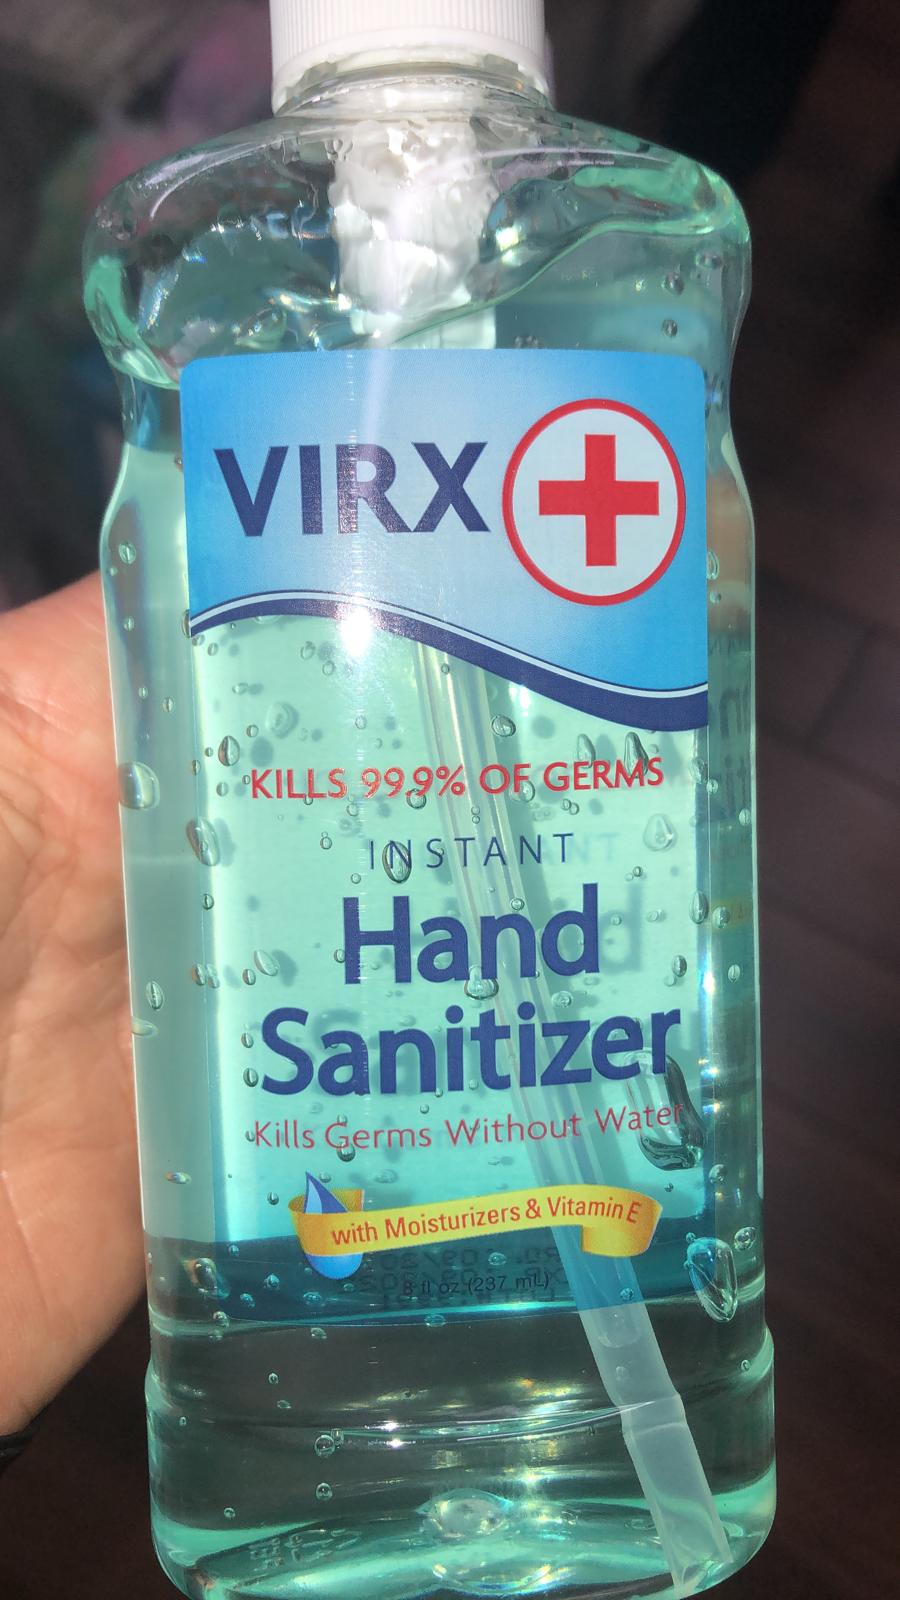 VIRX
KILLS 99.9% OF GERMS
INSTANT
Hand
Sanitizer
Kills Germs Without Water
with Moisturizers & Vitamin E
8 fl oz (237 mL)